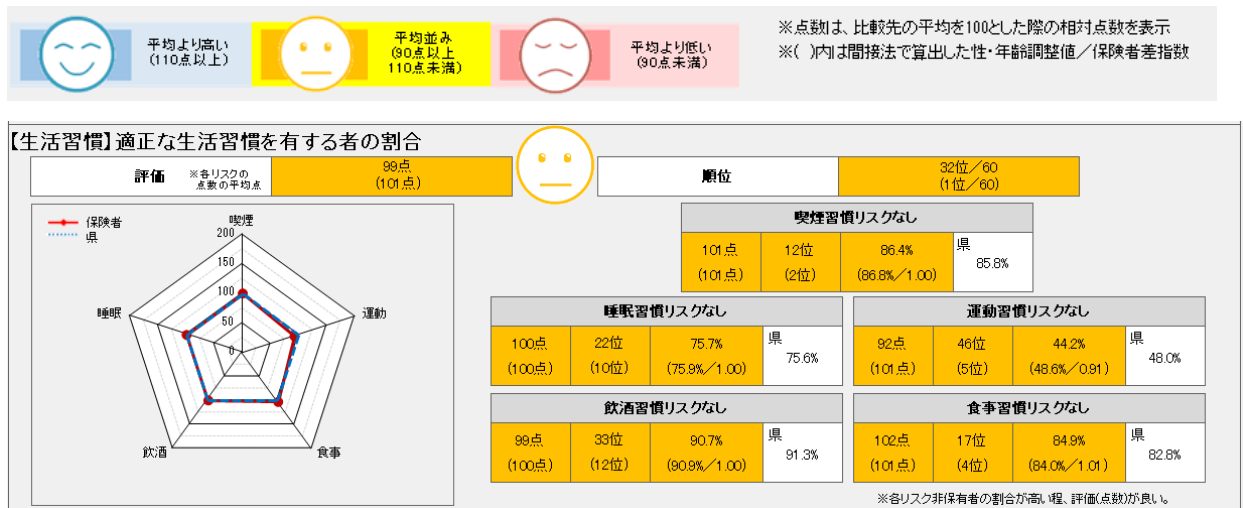 平均より高い
(110点以上)
平均並み
(90点以上
110点未満)
平均より低い
(90点未満)
※点数は、比較先の平均を100とした際の相対点数を表示
※( )内は間接法で算出した性・年齢調整値／保険者差指数
【生活習慣】適正な生活習慣を有する者の割合
評価 ※各リスクの
点数の平均点
99点
(101点)
順位
32位／60
(1位／60)
保険者
県
喫煙
200
150
100
50
0
睡眠
運動
飲酒
食事
喫煙習慣リスクなし
101点 12位 86.4% 県
85.8%
(101点) (2位) (86.8%／1.00)
睡眠習慣リスクなし
100点 22位 75.7% 県
75.6%
(100点) (10位) (75.9%／1.00)
運動習慣リスクなし
92点 46位 44.2% 県
48.0%
(101点) (5位) (48.6%／0.91)
飲酒習慣リスクなし
99点 33位 90.7% 県
91.3%
(100点) (12位) (90.9%／1.00)
食事習慣リスクなし
102点 17位 84.9% 県
82.8%
(101点) (4位) (84.0%／1.01)
※各リスク非保有者の割合が高い程、評価(点数)が良い。